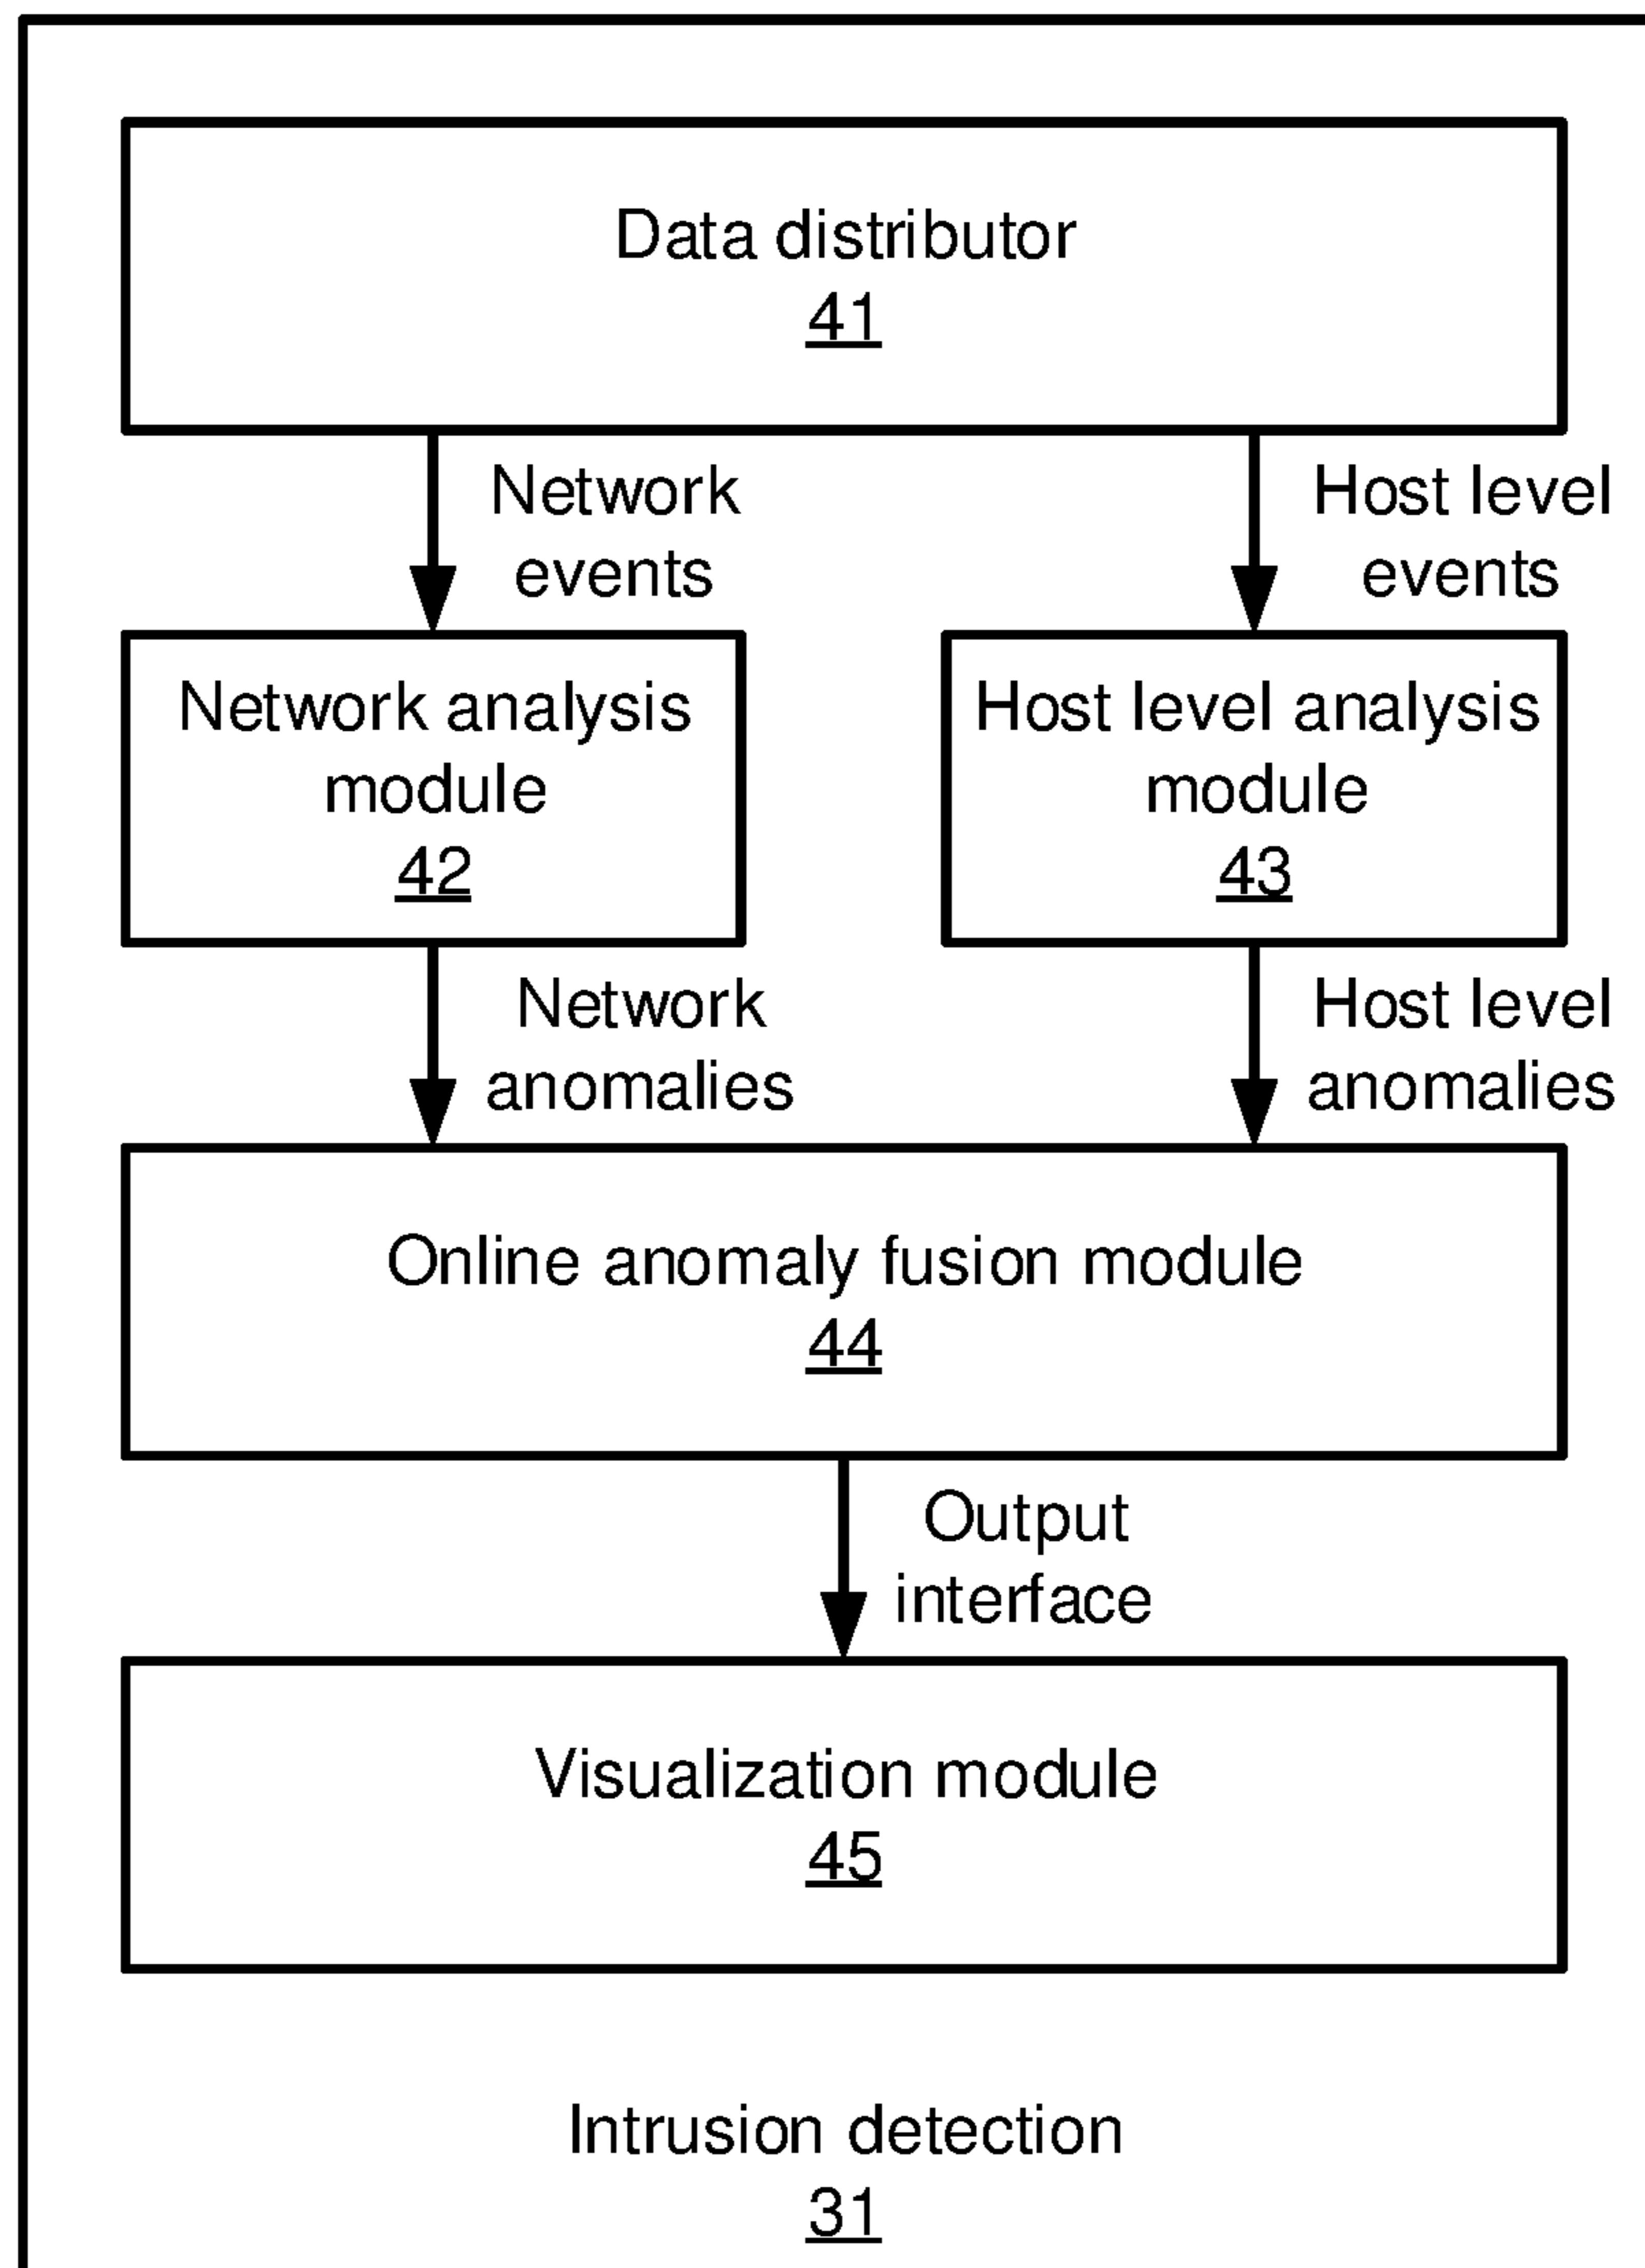 Data distributor
41
Network
events
Host level
events
Network analysis
module
42
Host level analysis
module
43
Network
anomalies
Host level
anomalies
Online anomaly fusion module
44
Output
interface
Visualization module
45
Intrusion detection
31